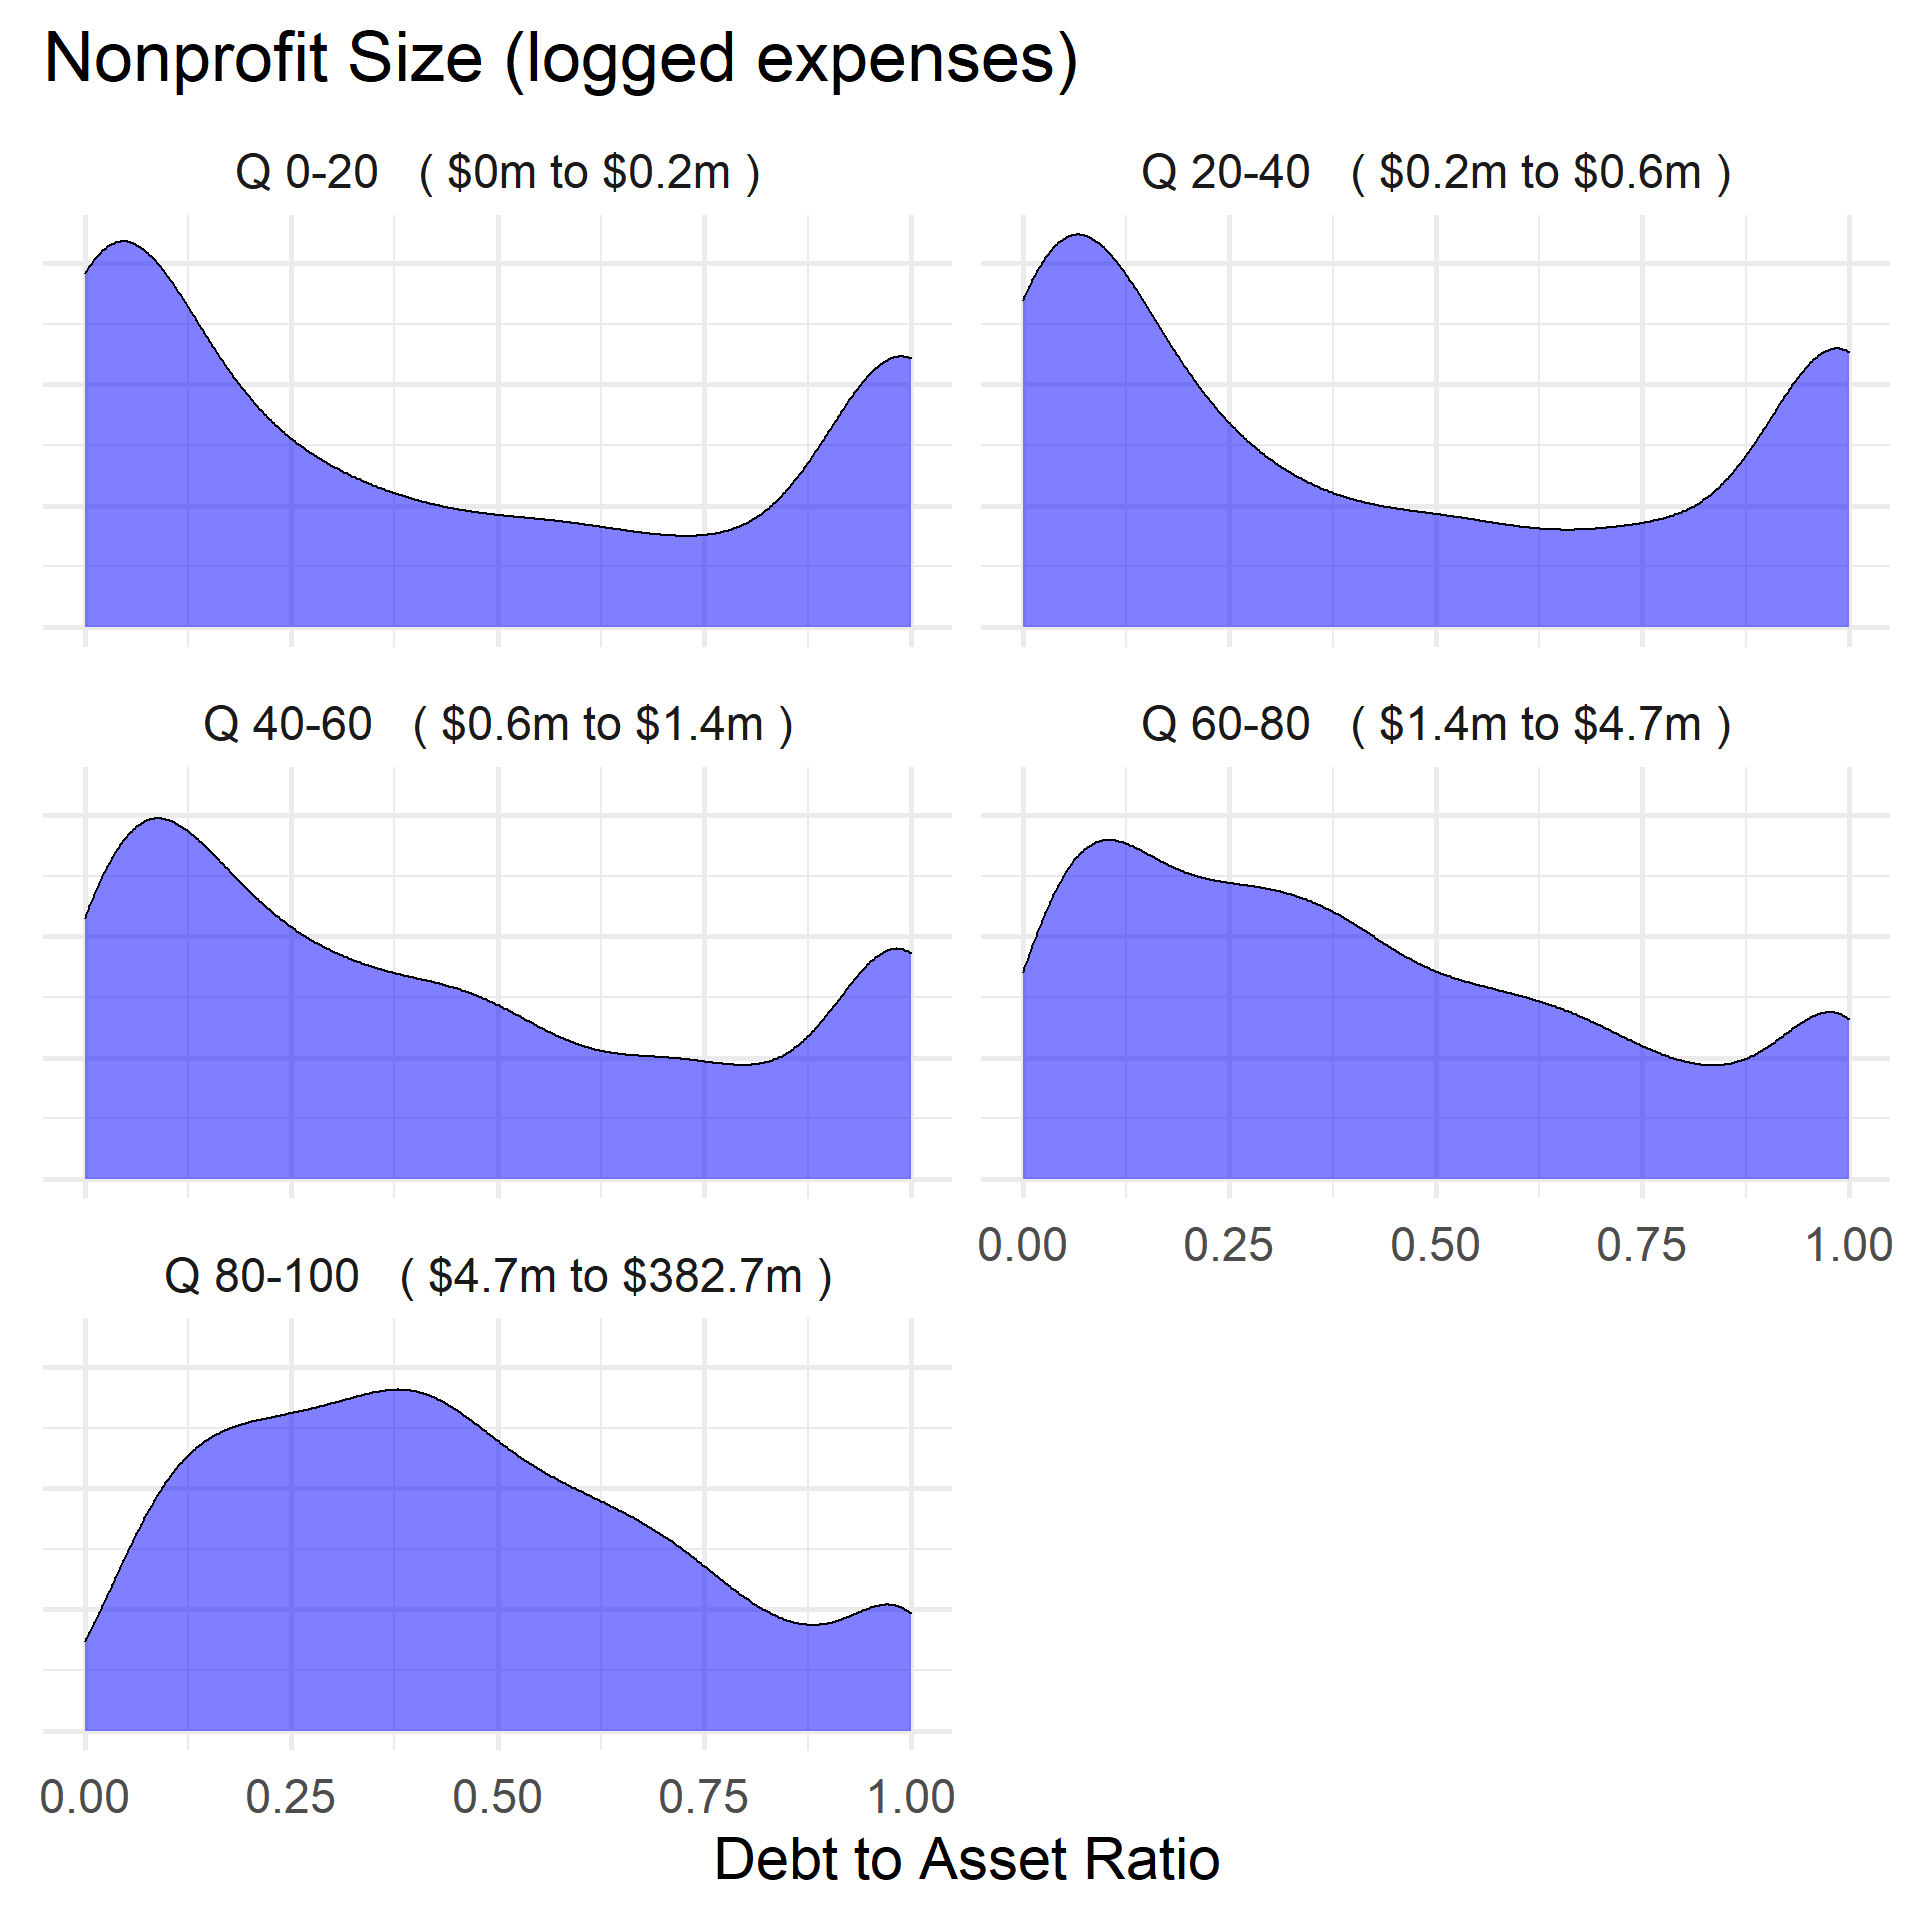 Nonprofit Size (logged expenses)
Q 0-20 ( $0m to $0.2m )
Q 20-40 ( $0.2m to $0.6m )
Q 40-60 ( $0.6m to $1.4m )
Q 60-80 ( $1.4m to $4.7m )
0.00 0.25 0.50 0.75 1.00
Q 80-100 ( $4.7m to $382.7m )
0.00 0.25 0.50 0.75 1.00
Debt to Asset Ratio